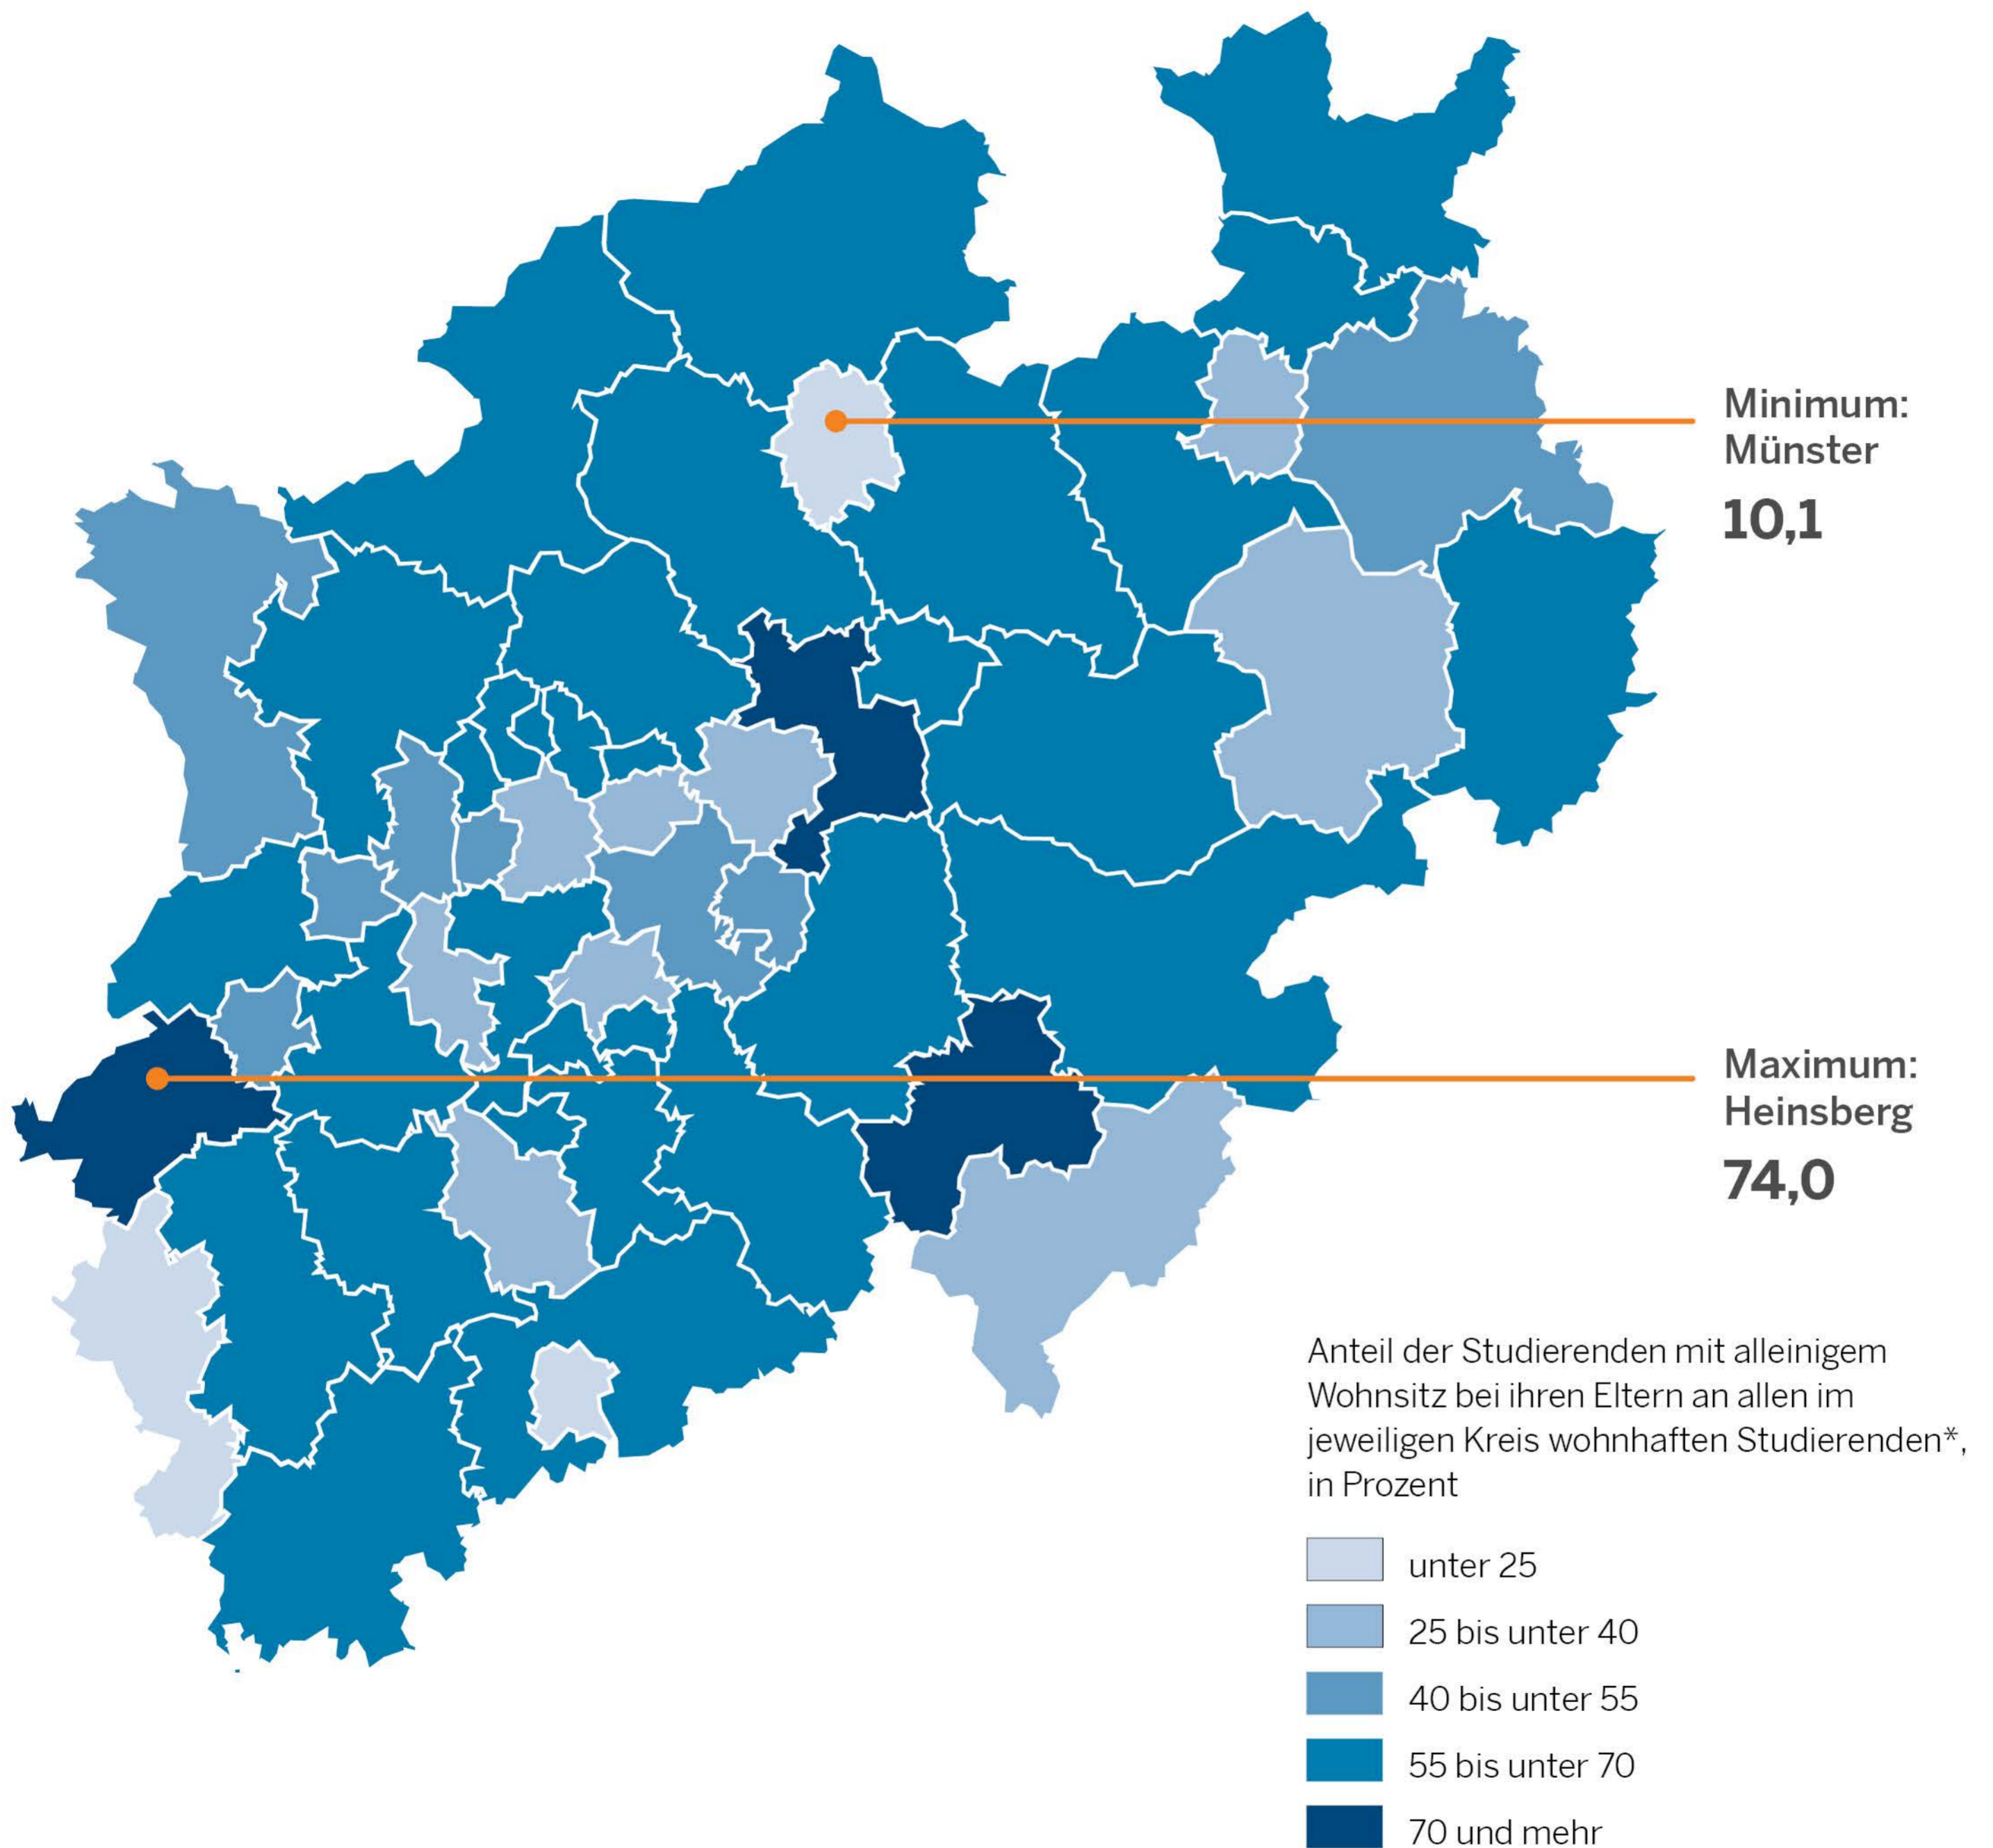 Minimum:
Münster
10,1
Maximum:
Heinsberg
74,0
Anteil der Studierenden mit alleinigem
Wohnsitz bei ihren Eltern an allen im
jeweiligen Kreis wohnhaften Studierenden*,
in Prozent
unter 25
25 bis unter 40
40 bis unter 55
55 bis unter 70
70 und mehr